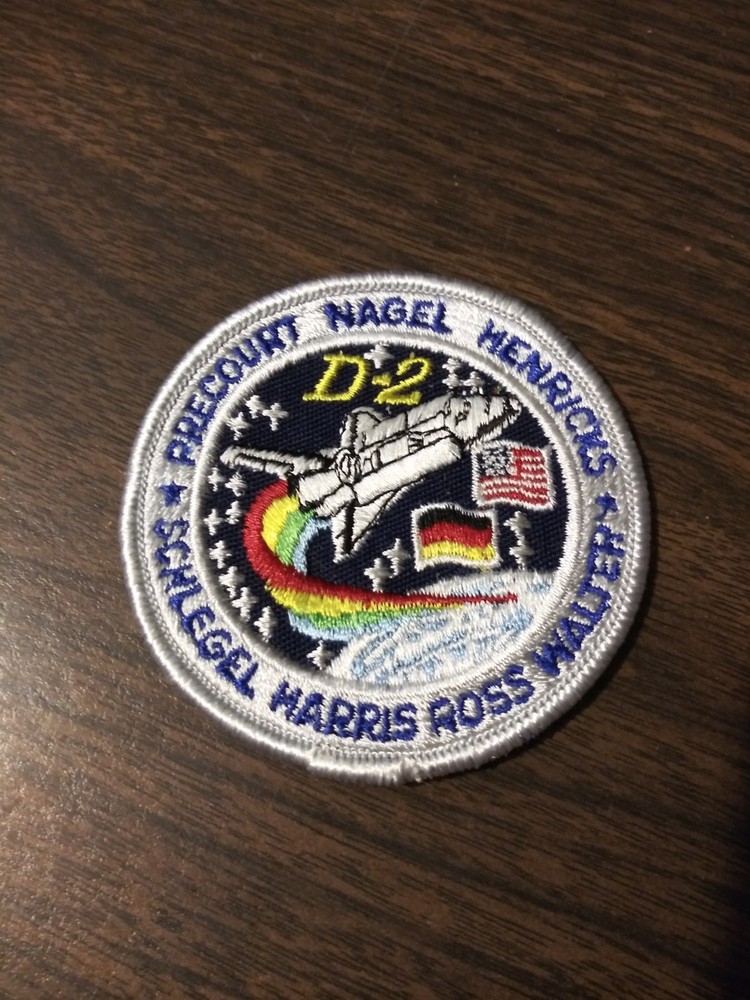 PRECOURT NAGEL HENRICKS
D-2
SCHLEGEL HARRIS ROSS WALTER